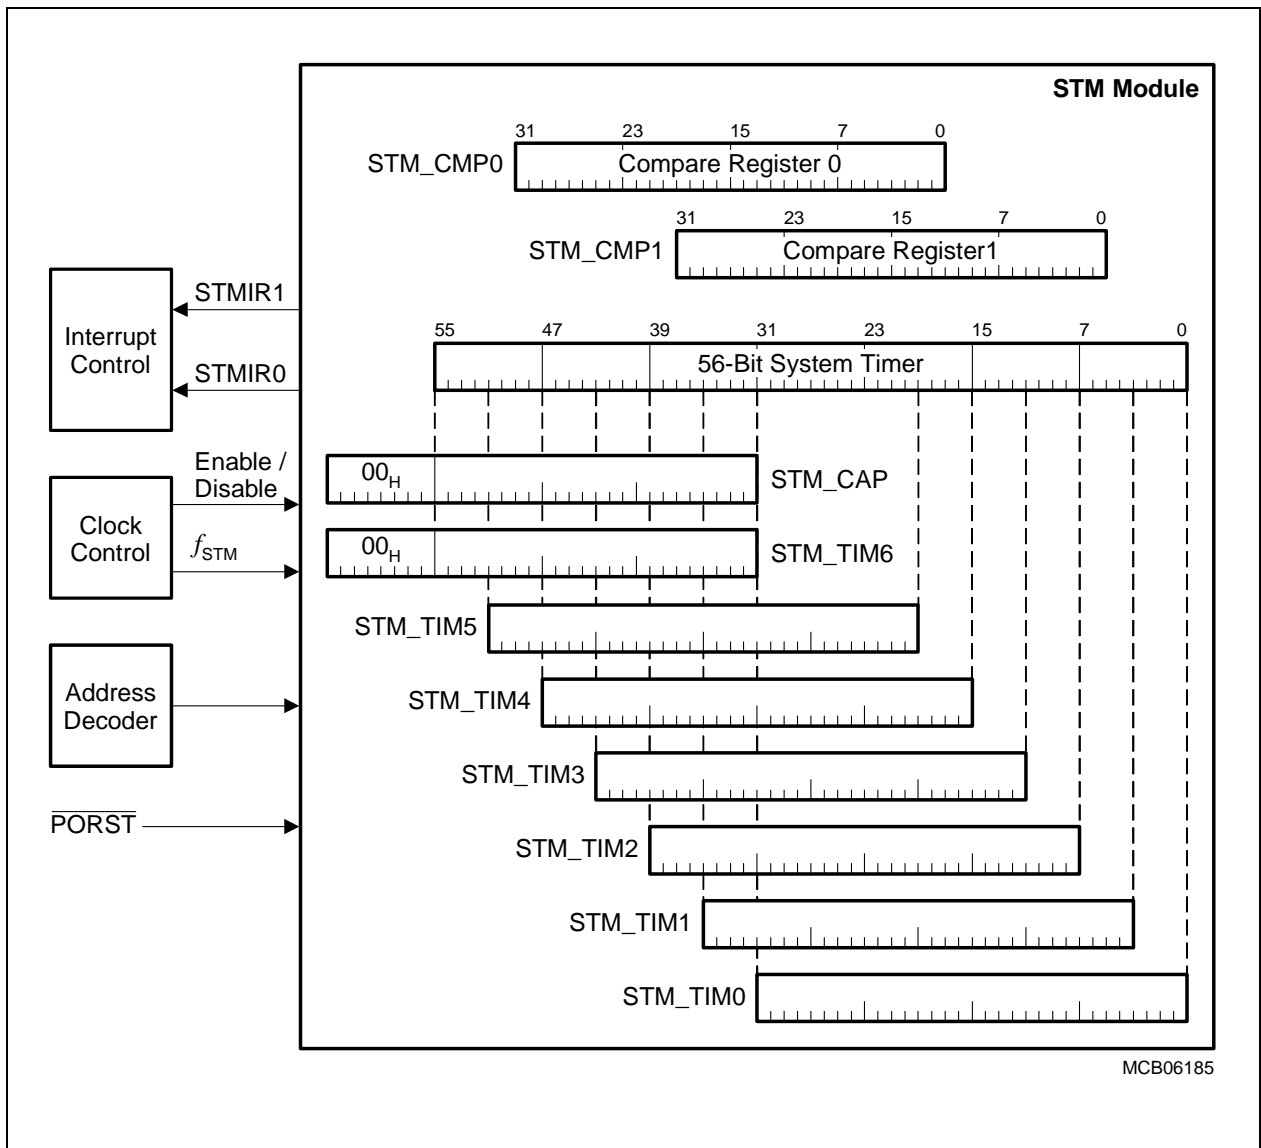 STM Module
31 23 15 7 0
STM_CMP0 Compare Register 0
31 23 15 7 0
STM_CMP1 Compare Register1
STMIR1
Interrupt
Control
STMIR0
55 47 39 31 23 15 7 0
56-Bit System Timer
Enable /
Disable
00H STM_CAP
Clock
Control
fSTM
00H STM_TIM6
STM_TIM5
Address
Decoder
STM_TIM4
STM_TIM3
PORST
STM_TIM2
STM_TIM1
STM_TIM0
MCB06185